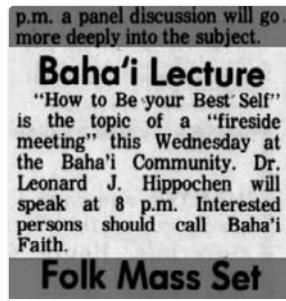 p.m. a panel discussion will go
more deeply into the subject.
Baha'i Lecture
"How to Be your Best Self"
is the topic of a "fireside
meeting" this Wednesday at
the Baha'i Community. Dr.
Leonard J. Hippochen will
speak at 8 p.m. Interested
persons should call Baha'i
Faith.
Folk Mass Set